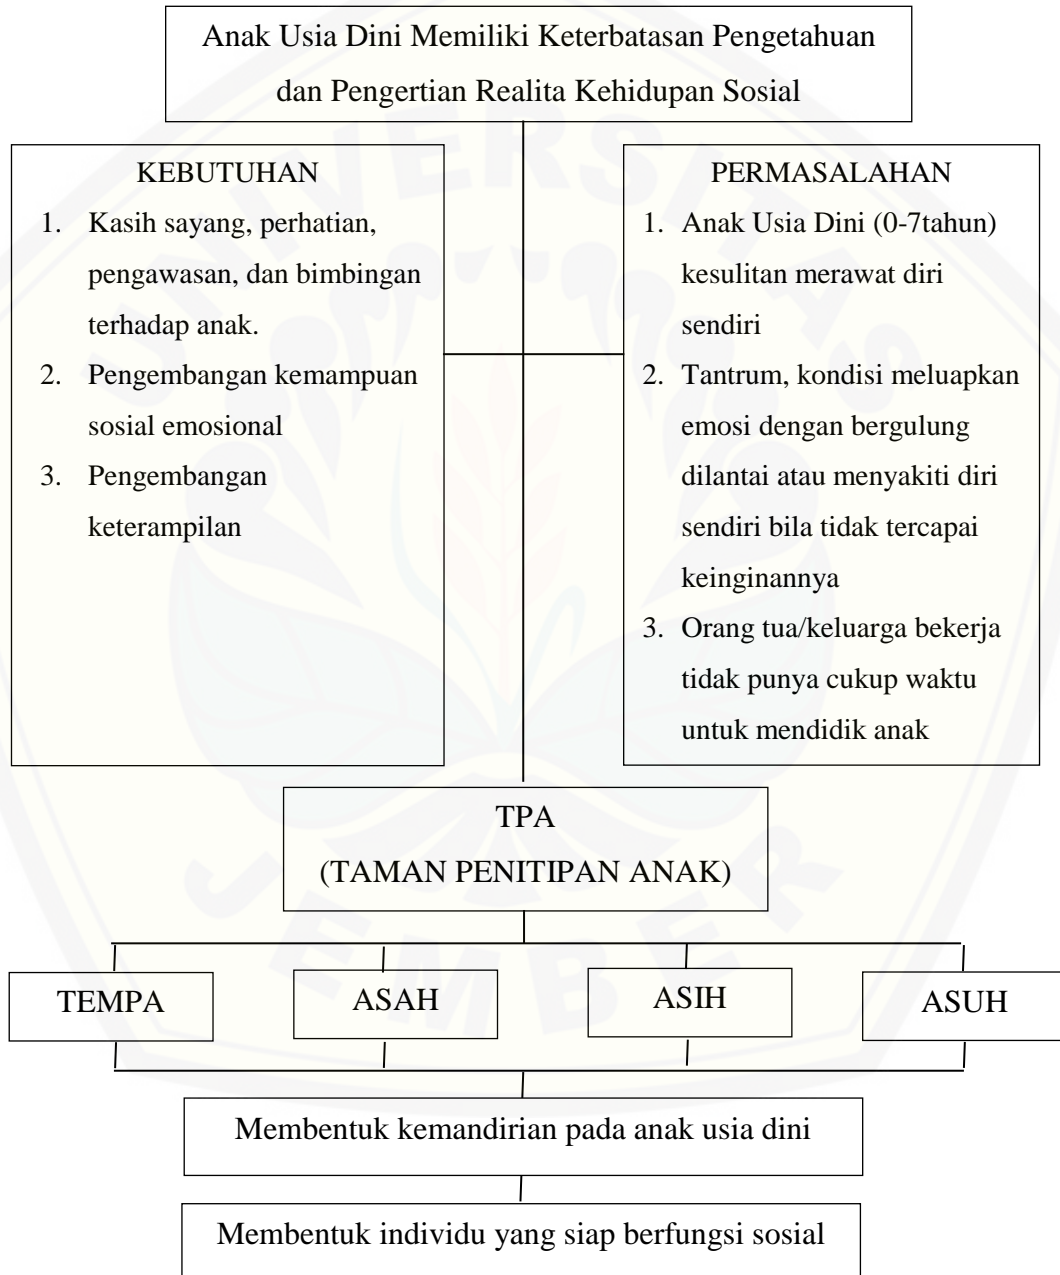 Anak Usia Dini Memiliki Keterbatasan Pengetahuan
dan Pengertian Realita Kehidupan Sosial
KEBUTUHAN
1. Kasih sayang, perhatian,
pengawasan, dan bimbingan
terhadap anak.
2. Pengembangan kemampuan
sosial emosional
3. Pengembangan
keterampilan
PERMASALAHAN
1. Anak Usia Dini (0-7tahun)
kesulitan merawat diri
sendiri
2. Tantrum, kondisi meluapkan
emosi dengan bergulung
dilantai atau menyakiti diri
sendiri bila tidak tercapai
keinginannya
3. Orang tua/keluarga bekerja
tidak punya cukup waktu
untuk mendidik anak
TPA
(TAMAN PENITIPAN ANAK)
TEMPA
ASAH
ASIH
ASUH
Membentuk kemandirian pada anak usia dini
Membentuk individu yang siap berfungsi sosial
UNIVERSITAS
JEMBER